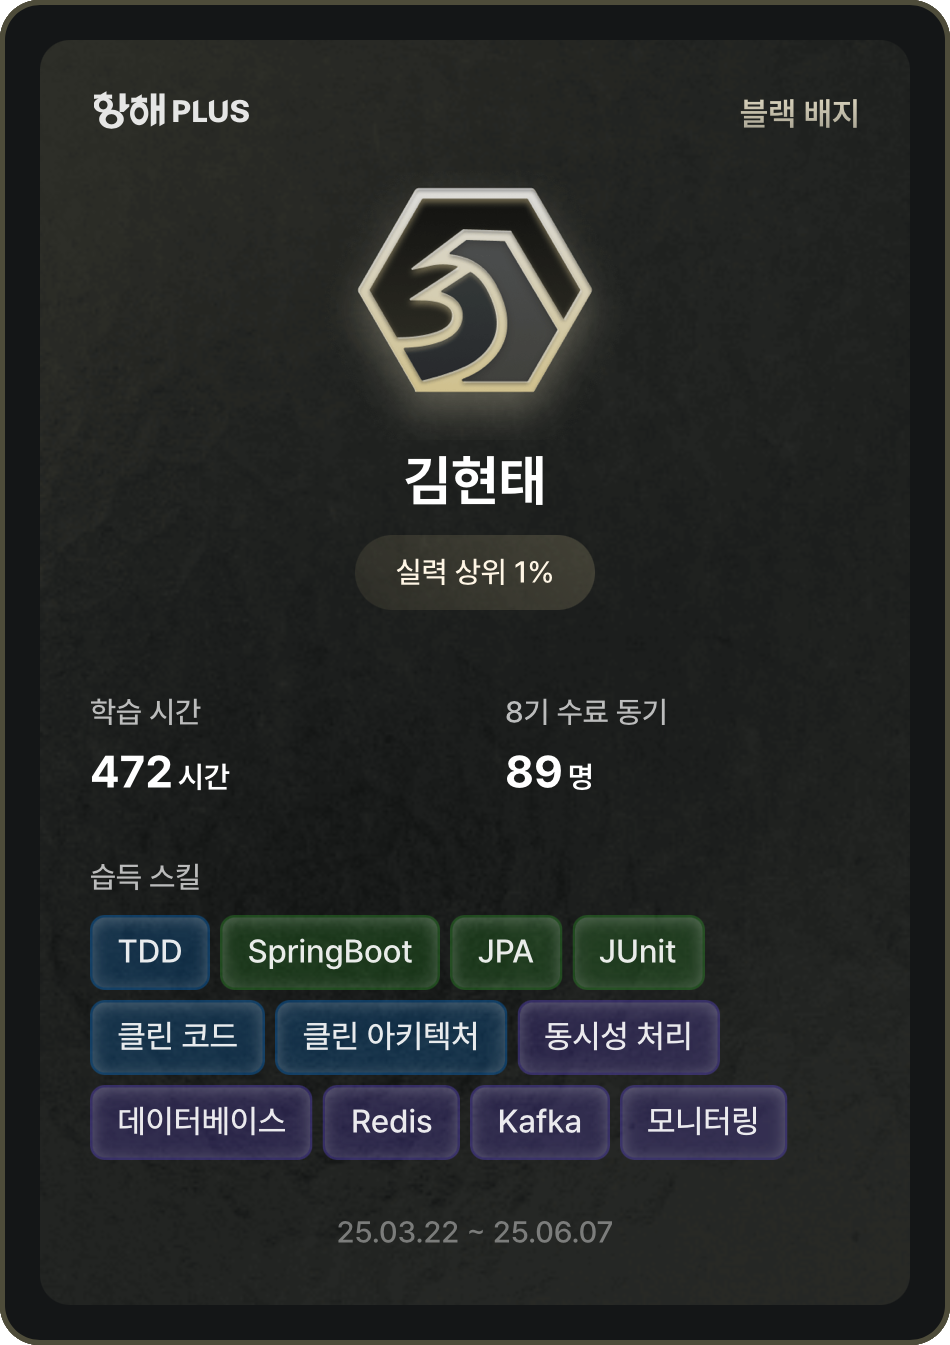 항해 PLUS
블랙 배지
김현태
실력 상위 1%
학습 시간
472 시간
8기 수료 동기
89 명
습득 스킬
TDD SpringBoot JPA JUnit
클린 코드 클린 아키텍처 동시성 처리
데이터베이스 Redis Kafka 모니터링
25.03.22 ~ 25.06.07